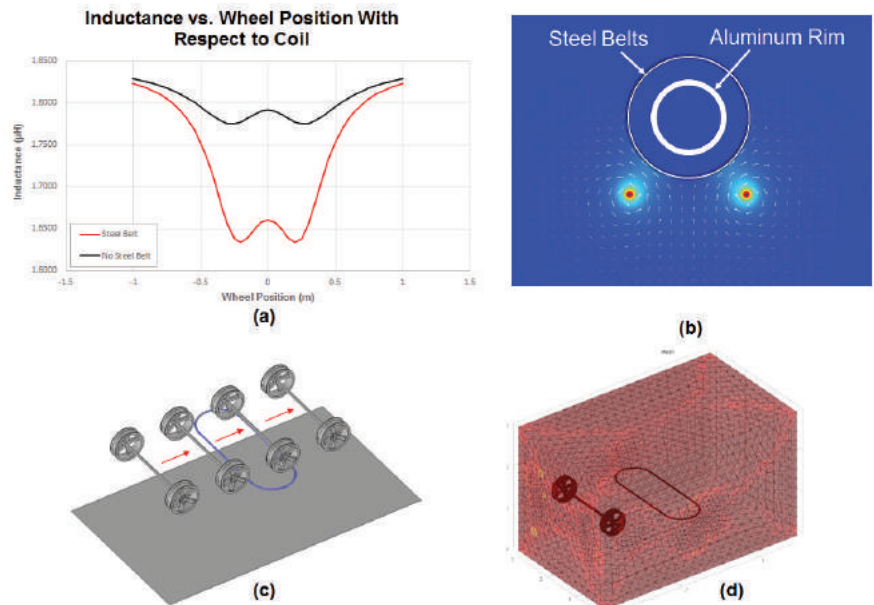 Inductance vs. Wheel Position With
Respect to Coil
1.8500
1.8000
1.7500
1.7000
1.6500
1.6000
Inductance (µH)
Steel Belt
No Steel Belt
-1.5
-1
-0.5
0
0.5
1
1.5
Wheel Position (m)
(a)
Steel Belts
Aluminum Rim
(b)
(c)
(d)